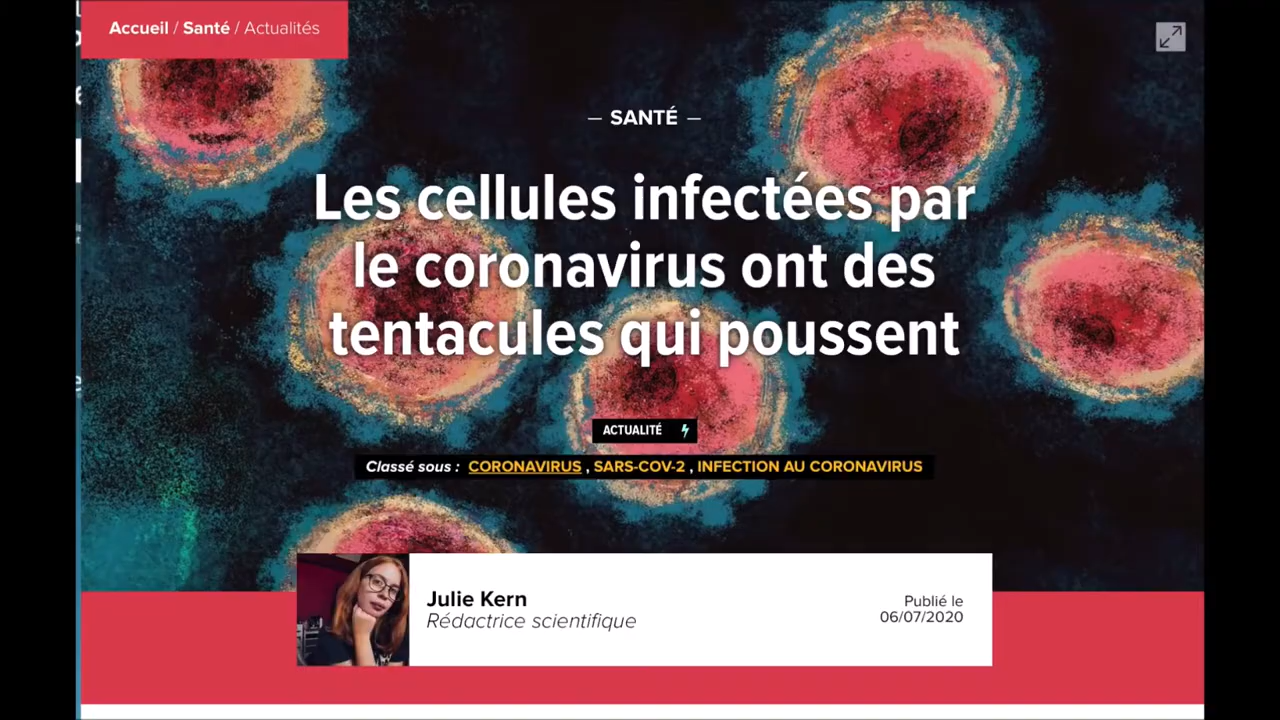 Accueil / Santé / Actualités
— SANTÉ —
Les cellules infectées par
le coronavirus ont des
tentacules qui poussent
ACTUALITÉ
Classé sous : CORONAVIRUS , SARS-COV-2 , INFECTION AU CORONAVIRUS
Julie Kern
Rédactrice scientifique
Publié le
06/07/2020